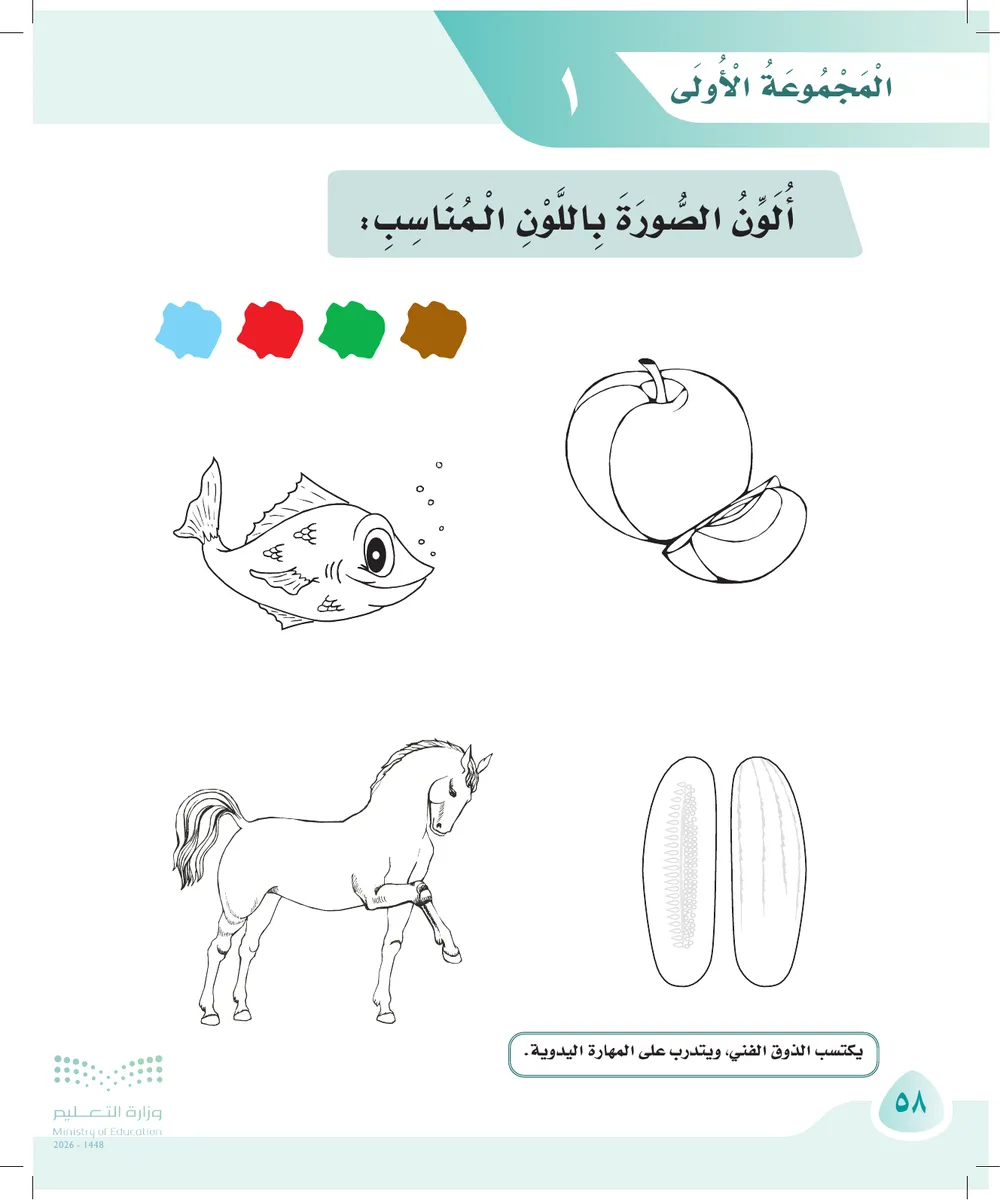 الْمَجْمُوعَةُ الْأُولَى
١
أُلَوِّنُ الصُّورَةَ بِاللَّوْنِ الْمُنَاسِبِ:
يكتسب الذوق الفني، ويتدرب على المهارة اليدوية.
٥٨
وزارة التعليم
Ministry of Education
2026 - 1448